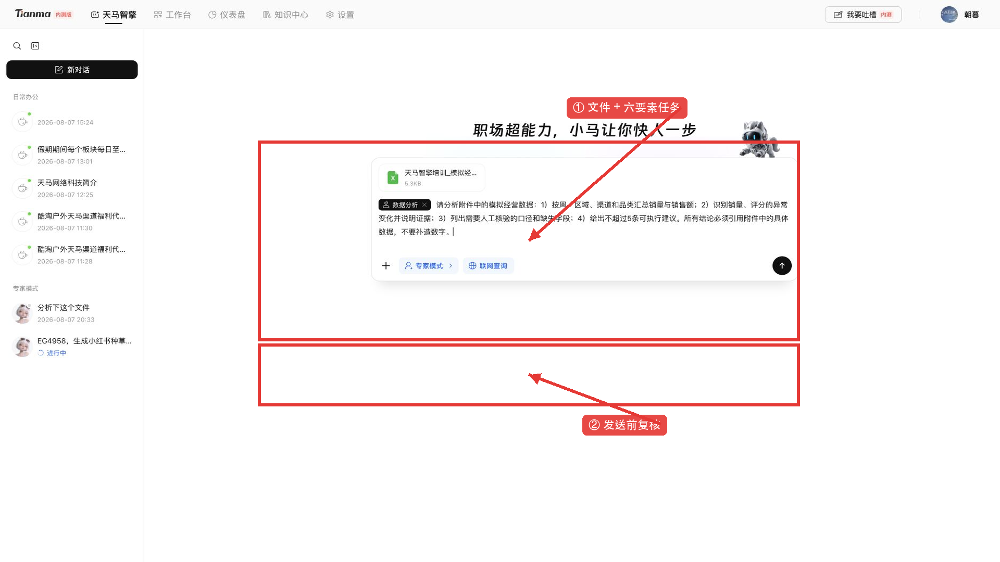 Tianma 内测版
天马智擎
工作台
仪表盘
知识中心
设置
我要吐槽 内测
朝暮
新对话
日常办公
2026-08-07 15:24
假期期间每个板块每日至...
2026-08-07 13:01
天马网络科技简介
2026-08-07 12:25
酷淘户外天马渠道福利代...
2026-08-07 11:30
酷淘户外天马渠道福利代...
2026-08-07 11:28
专家模式
分析下这个文件
2026-08-07 20:33
EG4958，生成小红书种草...
进行中
① 文件 + 六要素任务
职场超能力，小马让你快人一步
X
天马智擎培训_模拟经...
5.3KB
数据分析 × 请分析附件中的模拟经营数据：1）按周、区域、渠道和品类汇总销量与销售额；2）识别销量、评分的异常
变化并说明证据；3）列出需要人工核验的口径和缺失字段；4）给出不超过5条可执行建议。所有结论必须引用附件中的具体
数据，不要补造数字。
专家模式
联网查询
② 发送前复核